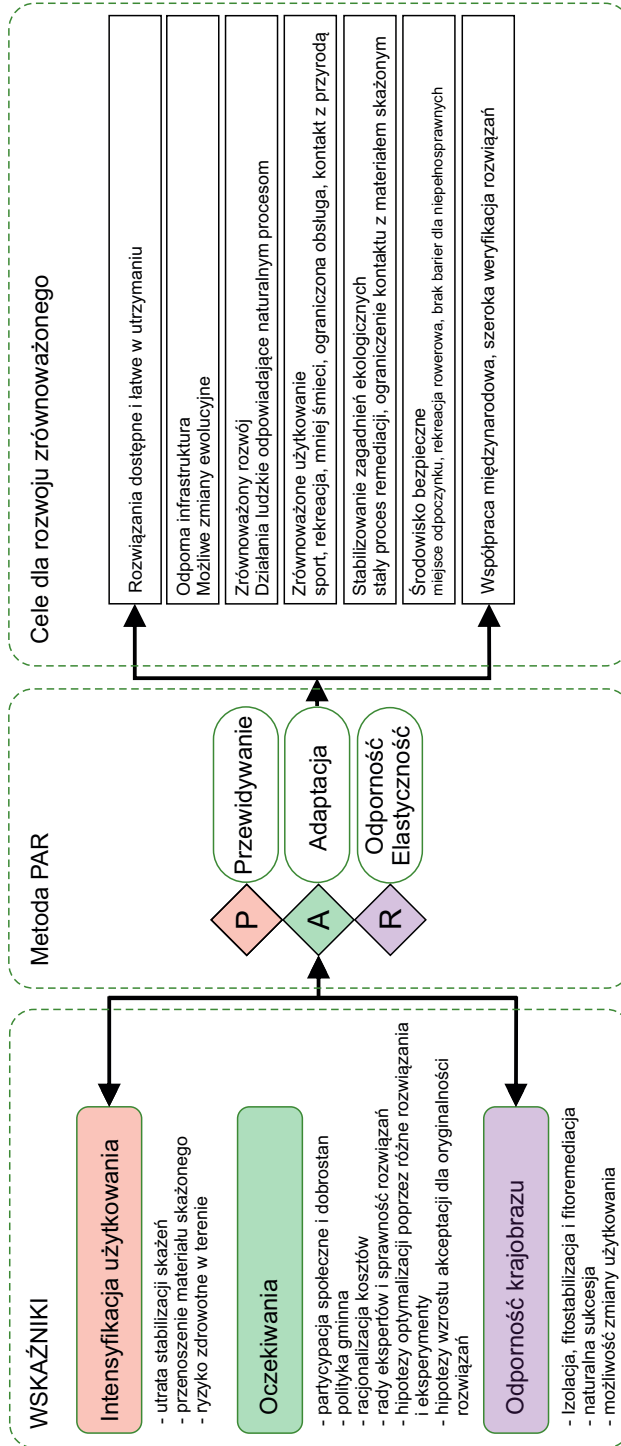 WSKAŹNIKI
Intensyfikacja użytkowania
- utrata stabilizacji skażeń
- przenoszenie materiału skażonego
- ryzyko zdrowotne w terenie
Oczekiwania
- partycypacja społeczne i dobrostan
- polityka gminna
- racjonalizacja kosztów
- rady ekspertów i sprawność rozwiązań
- hipotezy optymalizacji poprzez różne rozwiązania
i eksperymenty
- hipotezy wzrostu akceptacji dla oryginalności
rozwiązań
Odporność krajobrazu
- Izolacja, fitostabilizacja i fitoremediacja
- naturalna sukcesja
- możliwość zmiany użytkowania
Metoda PAR
P
Przewidywanie
A
Adaptacja
R
Odporność
Elastyczność
Cele dla rozwoju zrównoważonego
Rozwiązania dostępne i łatwe w utrzymaniu
Odporna infrastruktura
Możliwe zmiany ewolucyjne
Zrównoważony rozwój
Działania ludzkie odpowiadające naturalnym procesom
Zrównoważone użytkowanie
sport, rekreacja, mniej śmieci, ograniczona obsługa, kontakt z przyrodą
Stabilizowanie zagadnień ekologicznych
stały proces remediacji, ograniczenie kontaktu z materiałem skażonym
Środowisko bezpieczne
miejsce odpoczynku, rekreacja rowerowa, brak barier dla niepełnosprawnych
Współpraca międzynarodowa, szeroka weryfikacja rozwiązań